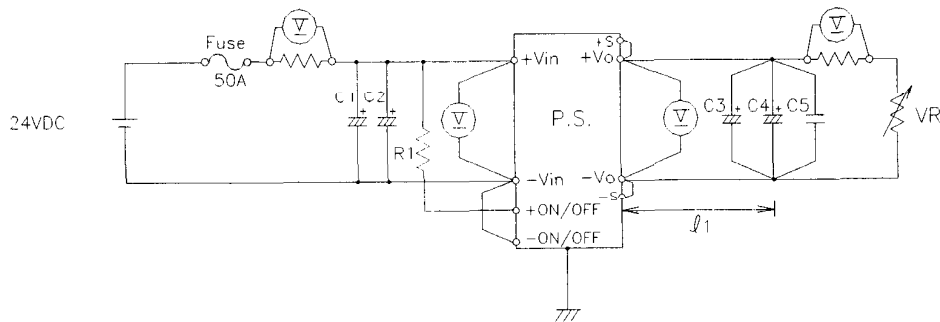 V
V
Fuse
50A
+S
+Vin
+Vo
C1 + C2 +
C3 + C4 + C5
24VDC
V
P.S.
V
VR
R1
-Vin
-Vo
-S
+ON/OFF
ℓ1
-ON/OFF